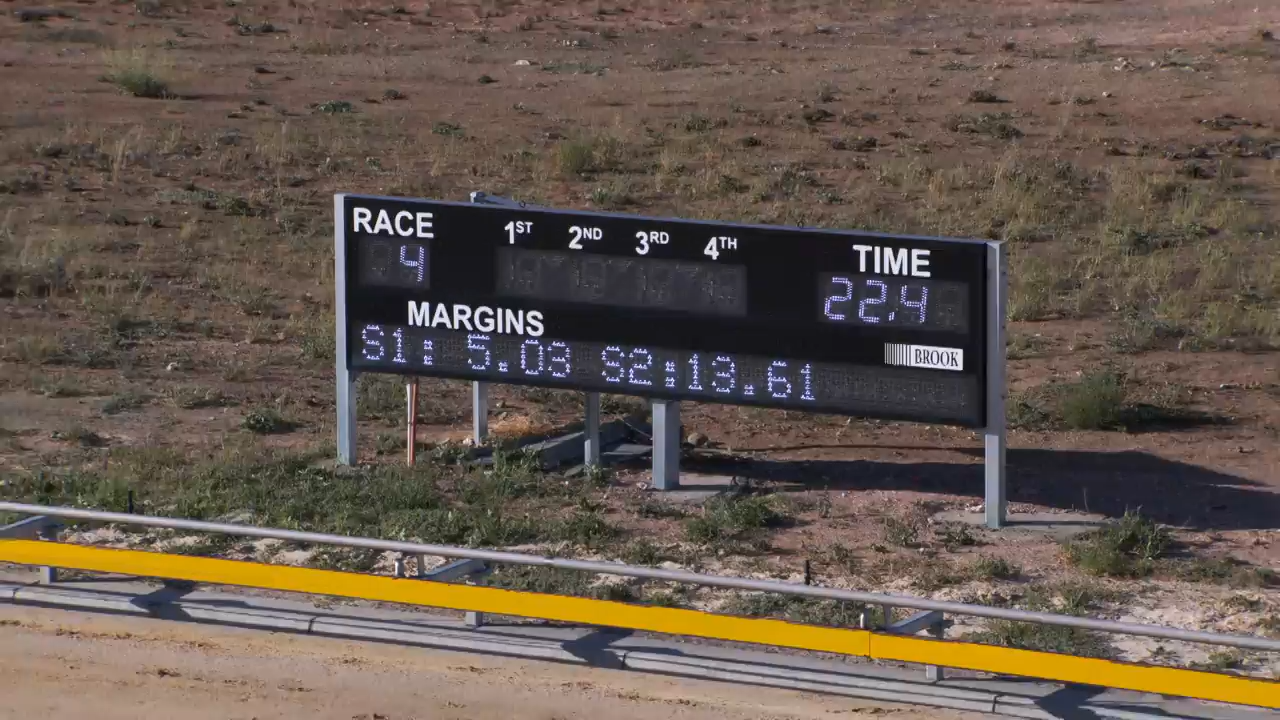 RACE 1ST 2ND 3RD 4TH TIME
4 22.4
MARGINS
BROOK
S1: 5.08 S2:13.61